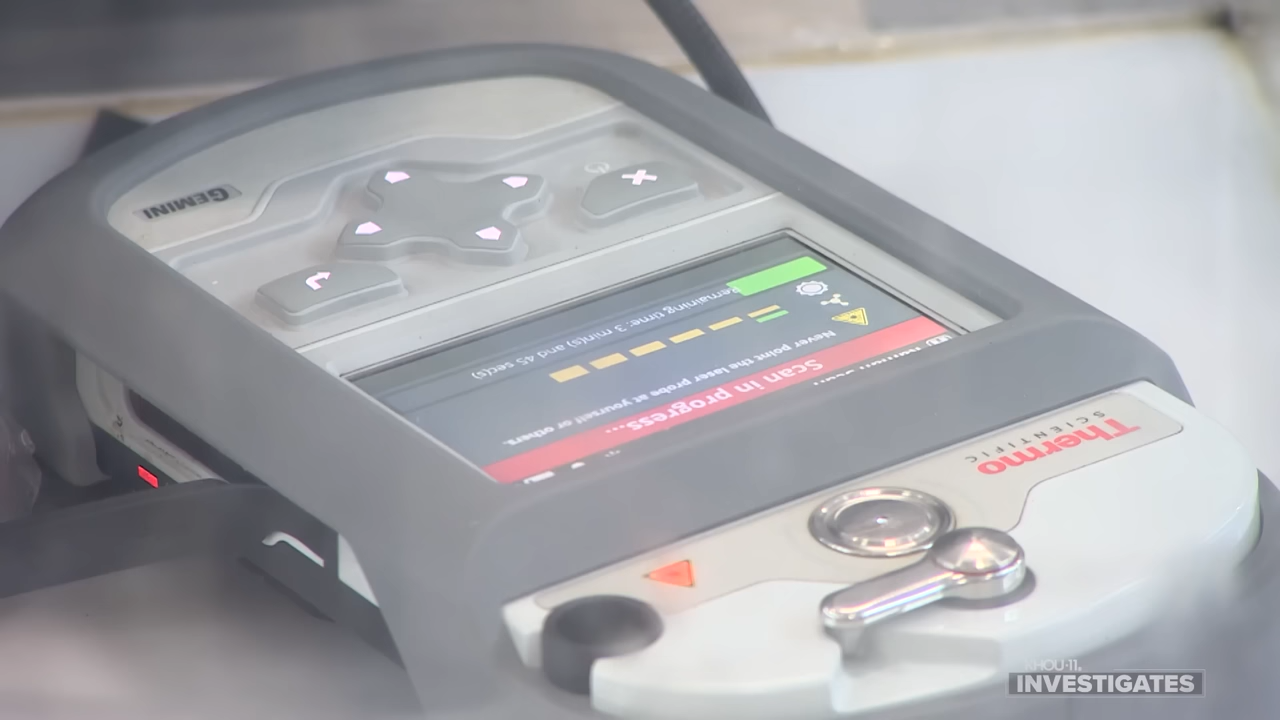 GEMINI
Scan in progress...
Never point the laser probe at yourself or others.
Remaining time: 3 mint(s) and 45 sec(s)
Thermo
SCIENTIFIC
KHOU·11
INVESTIGATES